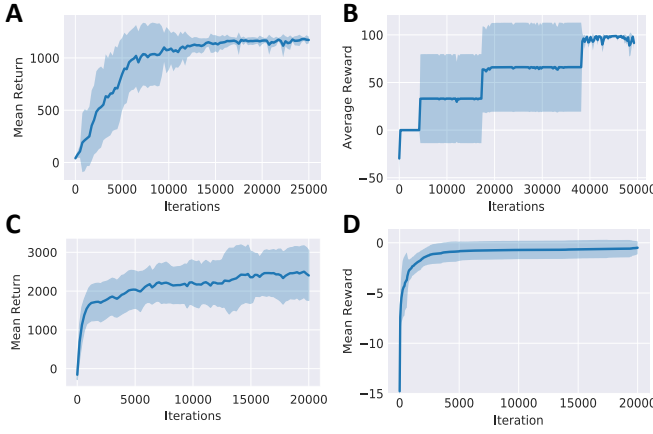 A
Mean Return
1000
500
0
0 5000 10000 15000 20000 25000
Iterations
B
Average Reward
100
50
0
−50
0 10000 20000 30000 40000 50000
Iterations
C
Mean Return
3000
2000
1000
0
0 5000 10000 15000 20000
Iterations
D
Mean Reward
0
−5
−10
−15
0 5000 10000 15000 20000
Iteration